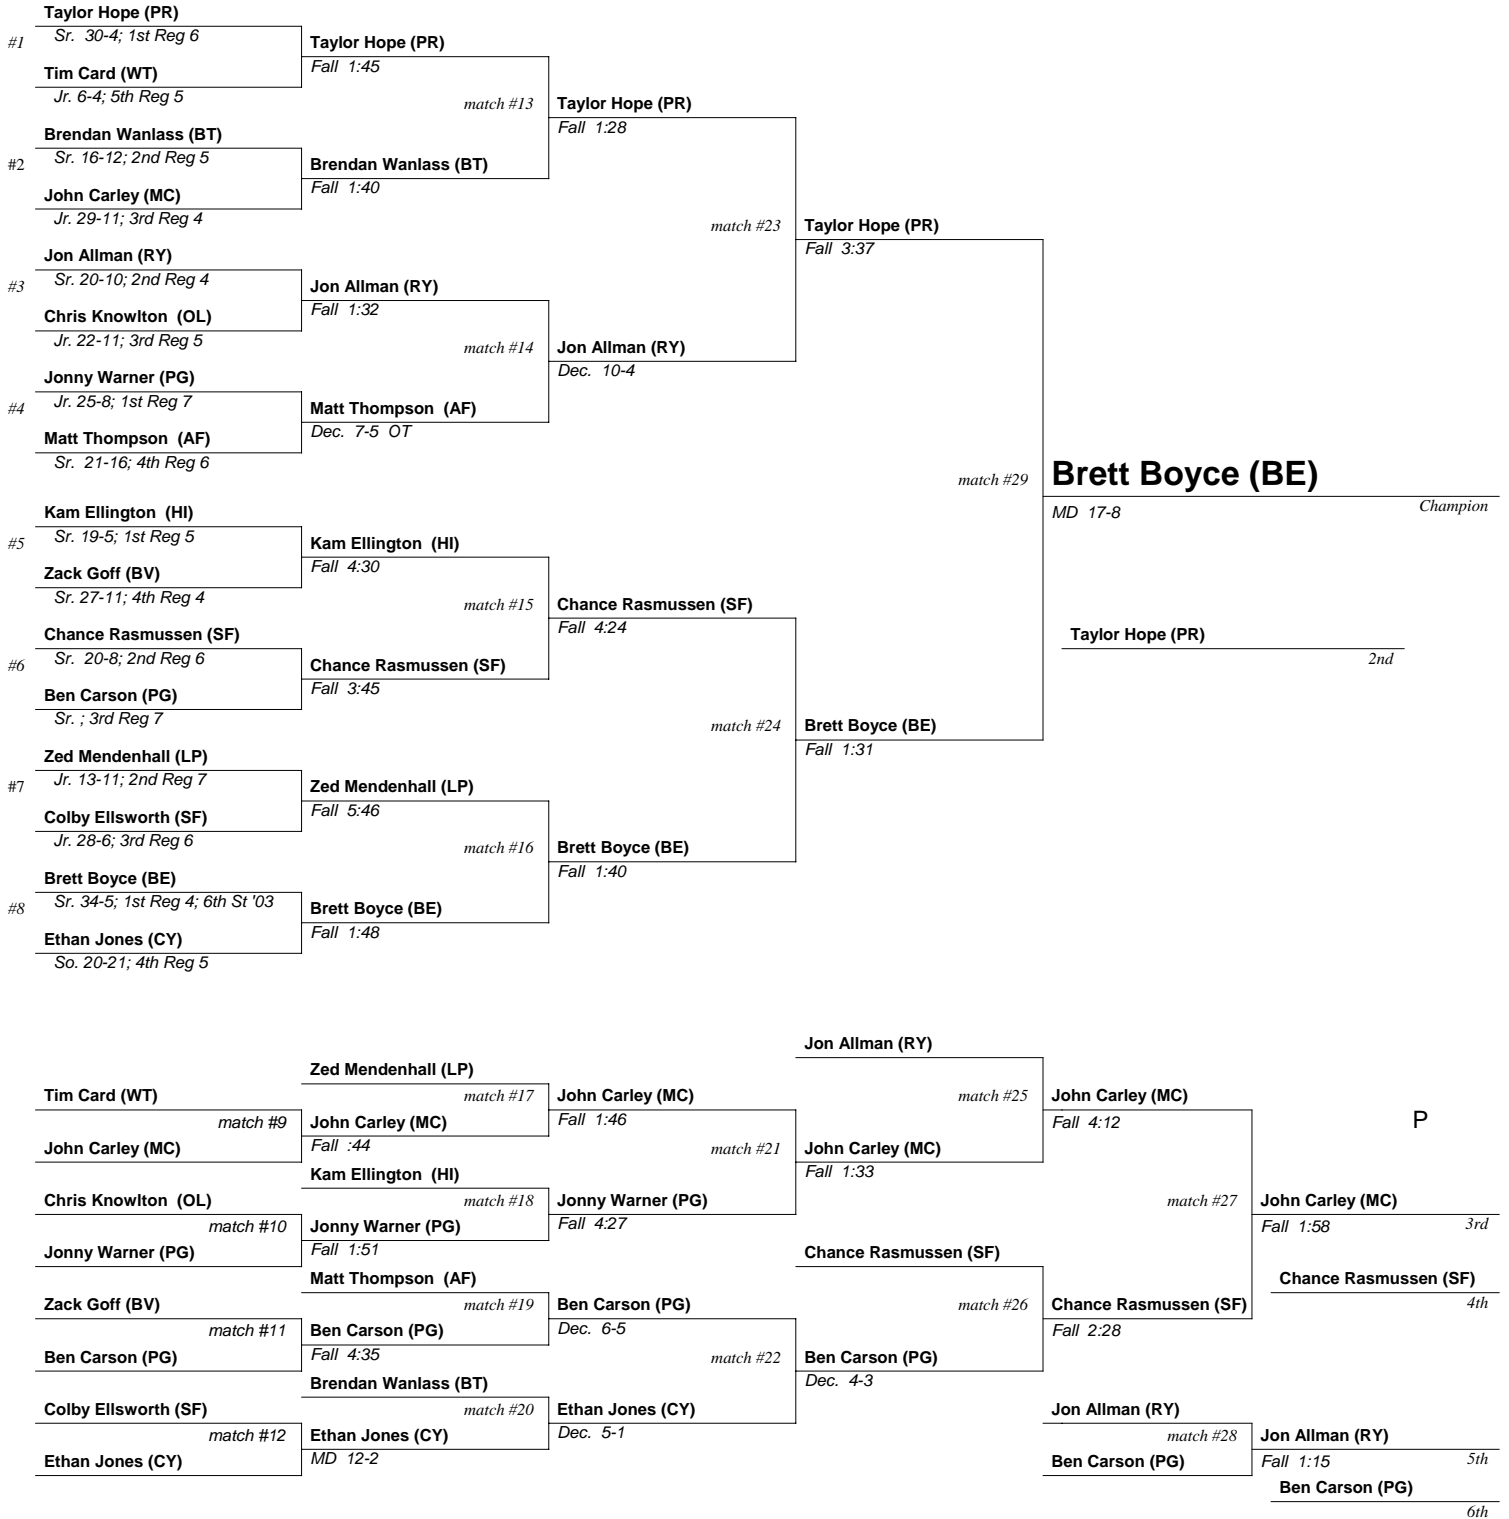 Taylor Hope (PR)
#1 Sr. 30-4; 1st Reg 6
Taylor Hope (PR)
Fall 1:45
Tim Card (WT)
Jr. 6-4; 5th Reg 5
match #13
Taylor Hope (PR)
Fall 1:28
Brendan Wanlass (BT)
#2 Sr. 16-12; 2nd Reg 5
Brendan Wanlass (BT)
Fall 1:40
John Carley (MC)
Jr. 29-11; 3rd Reg 4
match #23
Taylor Hope (PR)
Fall 3:37
Jon Allman (RY)
#3 Sr. 20-10; 2nd Reg 4
Jon Allman (RY)
Fall 1:32
Chris Knowlton (OL)
Jr. 22-11; 3rd Reg 5
match #14
Jon Allman (RY)
Dec. 10-4
Jonny Warner (PG)
#4 Jr. 25-8; 1st Reg 7
Matt Thompson (AF)
Dec. 7-5 OT
Matt Thompson (AF)
Sr. 21-16; 4th Reg 6
match #29
Brett Boyce (BE)
MD 17-8
Champion
Kam Ellington (HI)
#5 Sr. 19-5; 1st Reg 5
Kam Ellington (HI)
Fall 4:30
Zack Goff (BV)
Sr. 27-11; 4th Reg 4
match #15
Chance Rasmussen (SF)
Fall 4:24
Chance Rasmussen (SF)
#6 Sr. 20-8; 2nd Reg 6
Chance Rasmussen (SF)
Fall 3:45
Taylor Hope (PR)
2nd
Ben Carson (PG)
Sr. ; 3rd Reg 7
match #24
Brett Boyce (BE)
Fall 1:31
Zed Mendenhall (LP)
#7 Jr. 13-11; 2nd Reg 7
Zed Mendenhall (LP)
Fall 5:46
Colby Ellsworth (SF)
Jr. 28-6; 3rd Reg 6
match #16
Brett Boyce (BE)
Fall 1:40
Brett Boyce (BE)
#8 Sr. 34-5; 1st Reg 4; 6th St '03
Brett Boyce (BE)
Fall 1:48
Ethan Jones (CY)
So. 20-21; 4th Reg 5
Jon Allman (RY)
Zed Mendenhall (LP)
Tim Card (WT)
match #17
John Carley (MC)
Fall 1:46
match #25
John Carley (MC)
Fall 4:12
P
match #9
John Carley (MC)
Fall :44
John Carley (MC)
match #21
John Carley (MC)
Fall 1:33
Kam Ellington (HI)
Chris Knowlton (OL)
match #18
Jonny Warner (PG)
Fall 4:27
match #27
John Carley (MC)
Fall 1:58
3rd
match #10
Jonny Warner (PG)
Fall 1:51
Jonny Warner (PG)
Chance Rasmussen (SF)
Matt Thompson (AF)
Chance Rasmussen (SF)
4th
Zack Goff (BV)
match #19
Ben Carson (PG)
Dec. 6-5
match #26
Chance Rasmussen (SF)
Fall 2:28
match #11
Ben Carson (PG)
Fall 4:35
Ben Carson (PG)
match #22
Ben Carson (PG)
Dec. 4-3
Brendan Wanlass (BT)
Colby Ellsworth (SF)
match #20
Ethan Jones (CY)
Dec. 5-1
Jon Allman (RY)
match #12
Ethan Jones (CY)
MD 12-2
match #28
Jon Allman (RY)
Fall 1:15
5th
Ethan Jones (CY)
Ben Carson (PG)
Ben Carson (PG)
6th